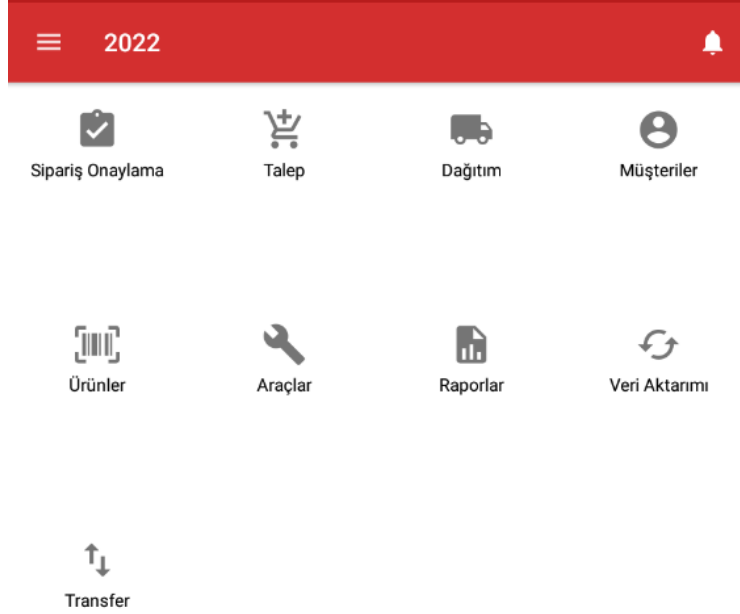 2022
Sipariş Onaylama
Talep
Dağıtım
Müşteriler
Ürünler
Araçlar
Raporlar
Veri Aktarımı
Transfer